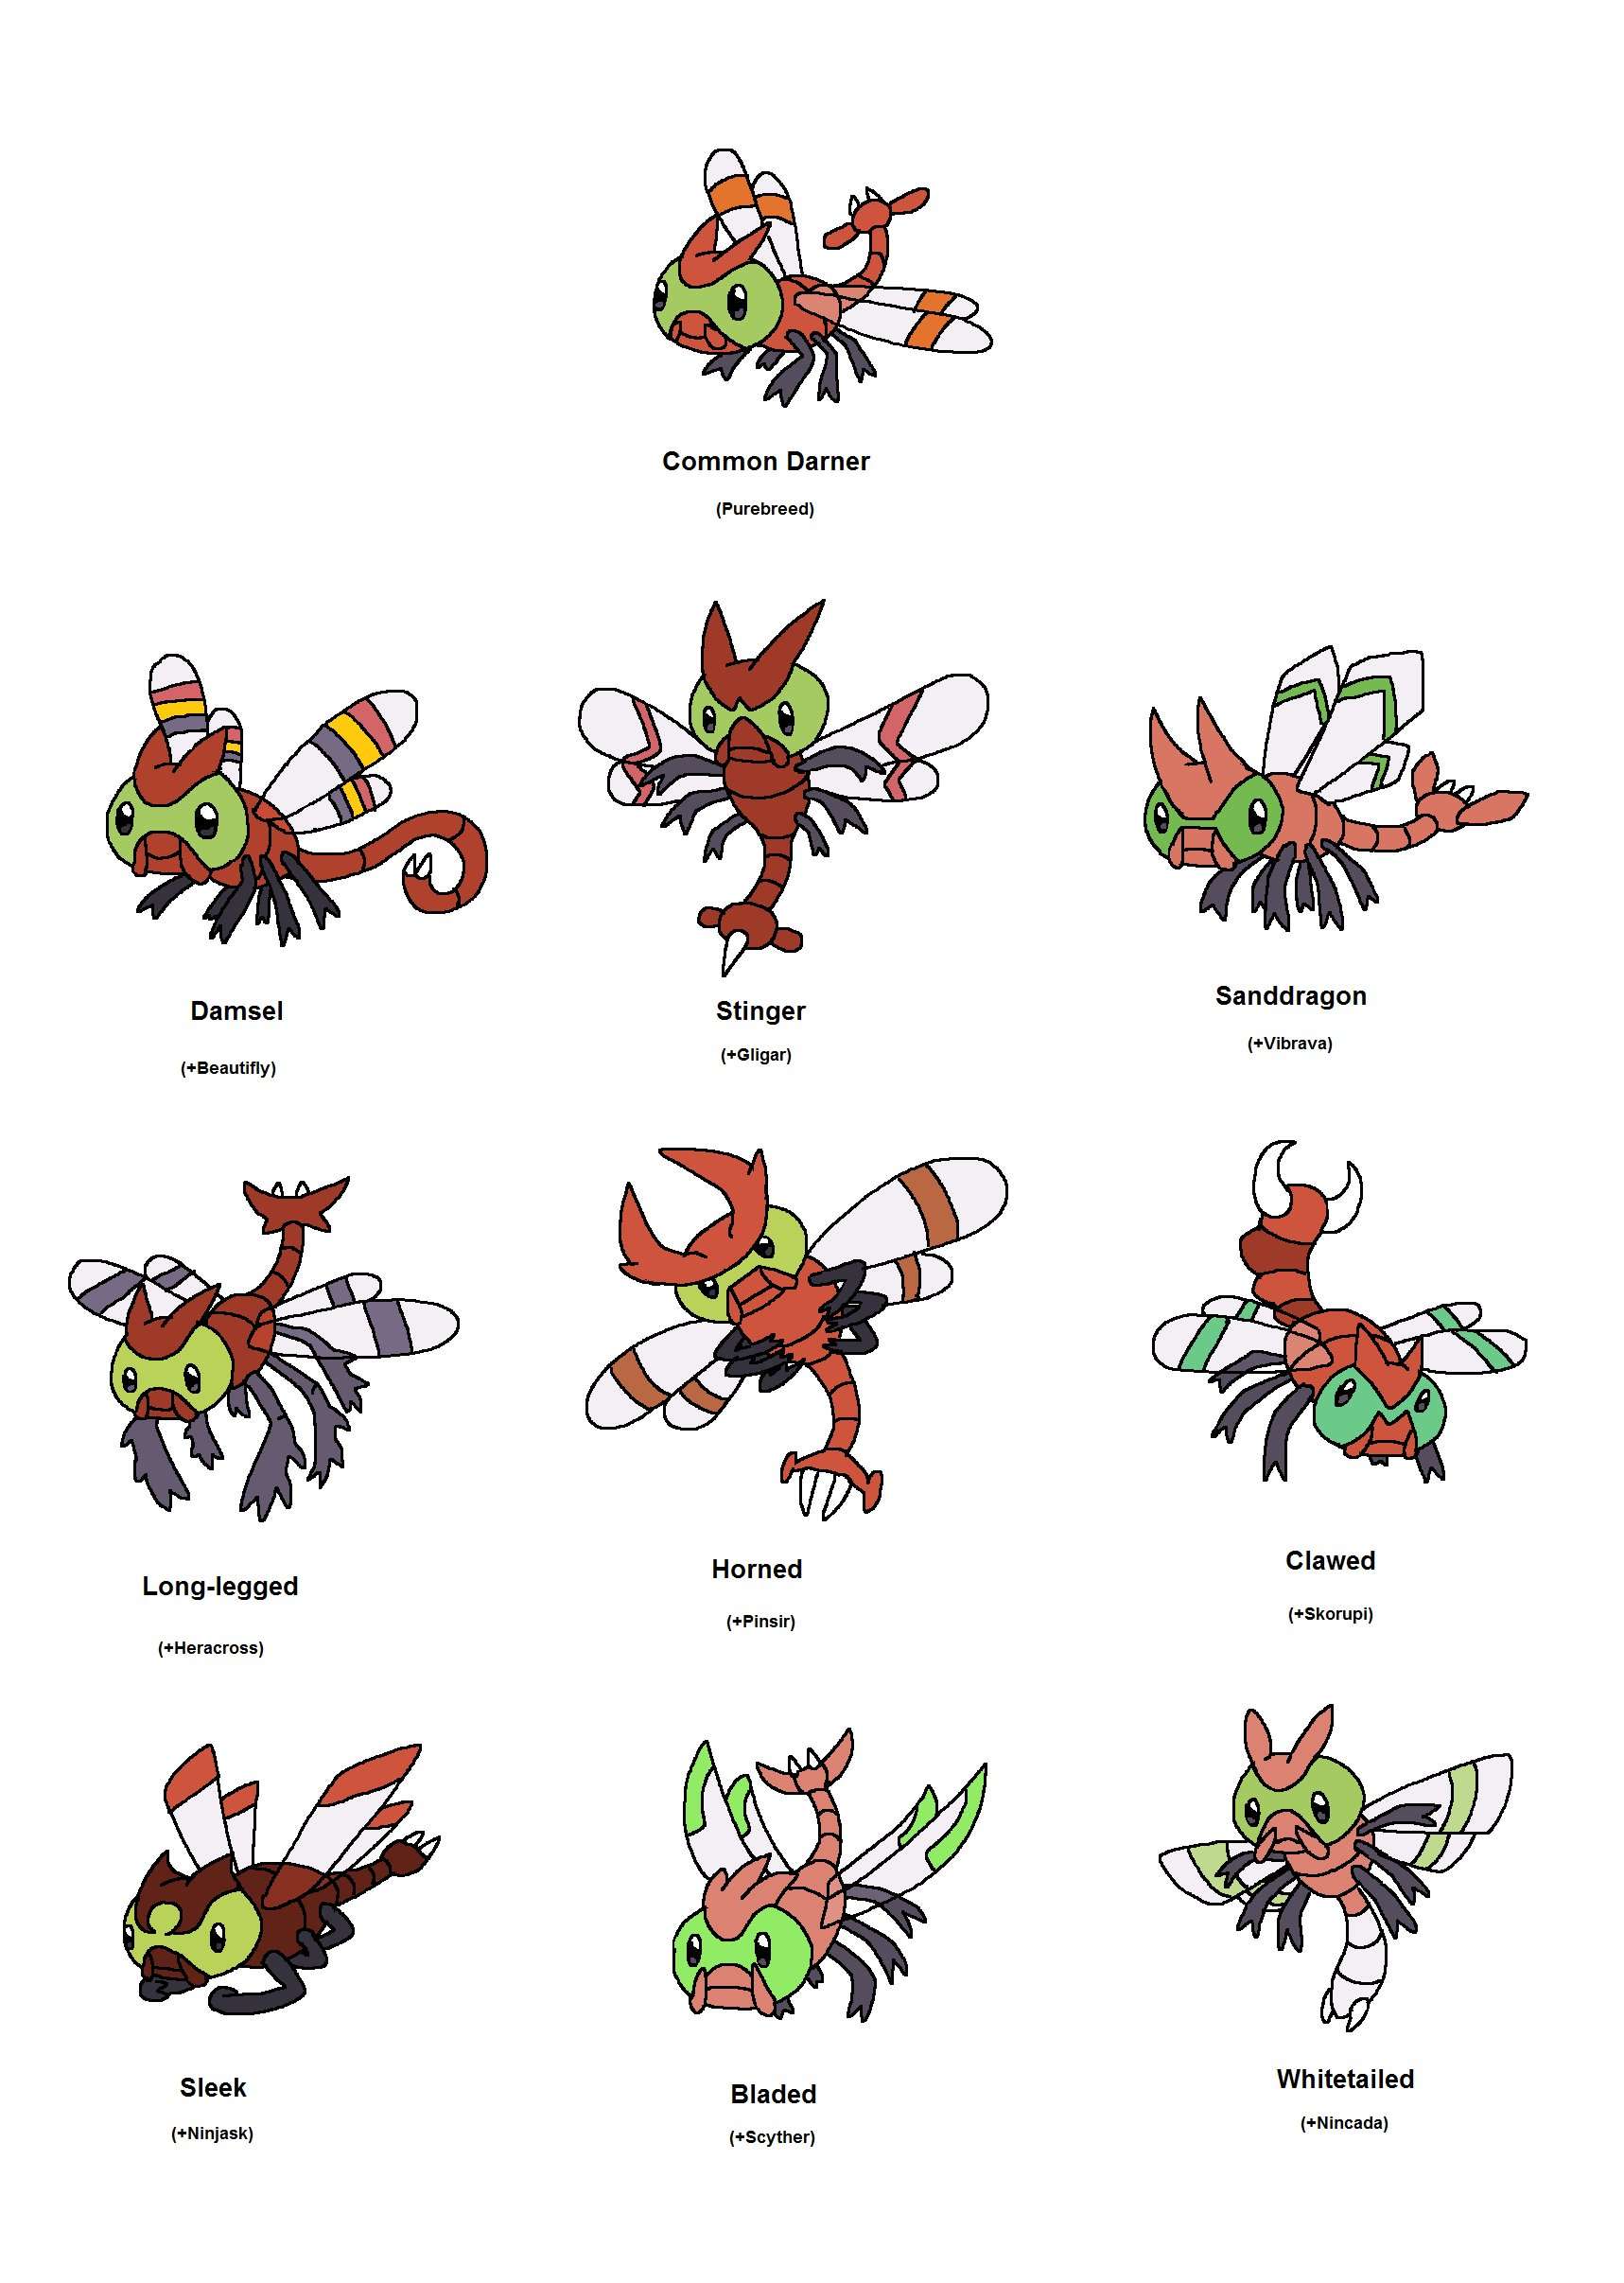 Common Darner
(Purebreed)
Damsel
(+Beautifly)
Stinger
(+Gligar)
Sanddragon
(+Vibrava)
Long-legged
(+Heracross)
Horned
(+Pinsir)
Clawed
(+Skorupi)
Sleek
(+Ninjask)
Bladed
(+Scyther)
Whitetailed
(+Nincada)